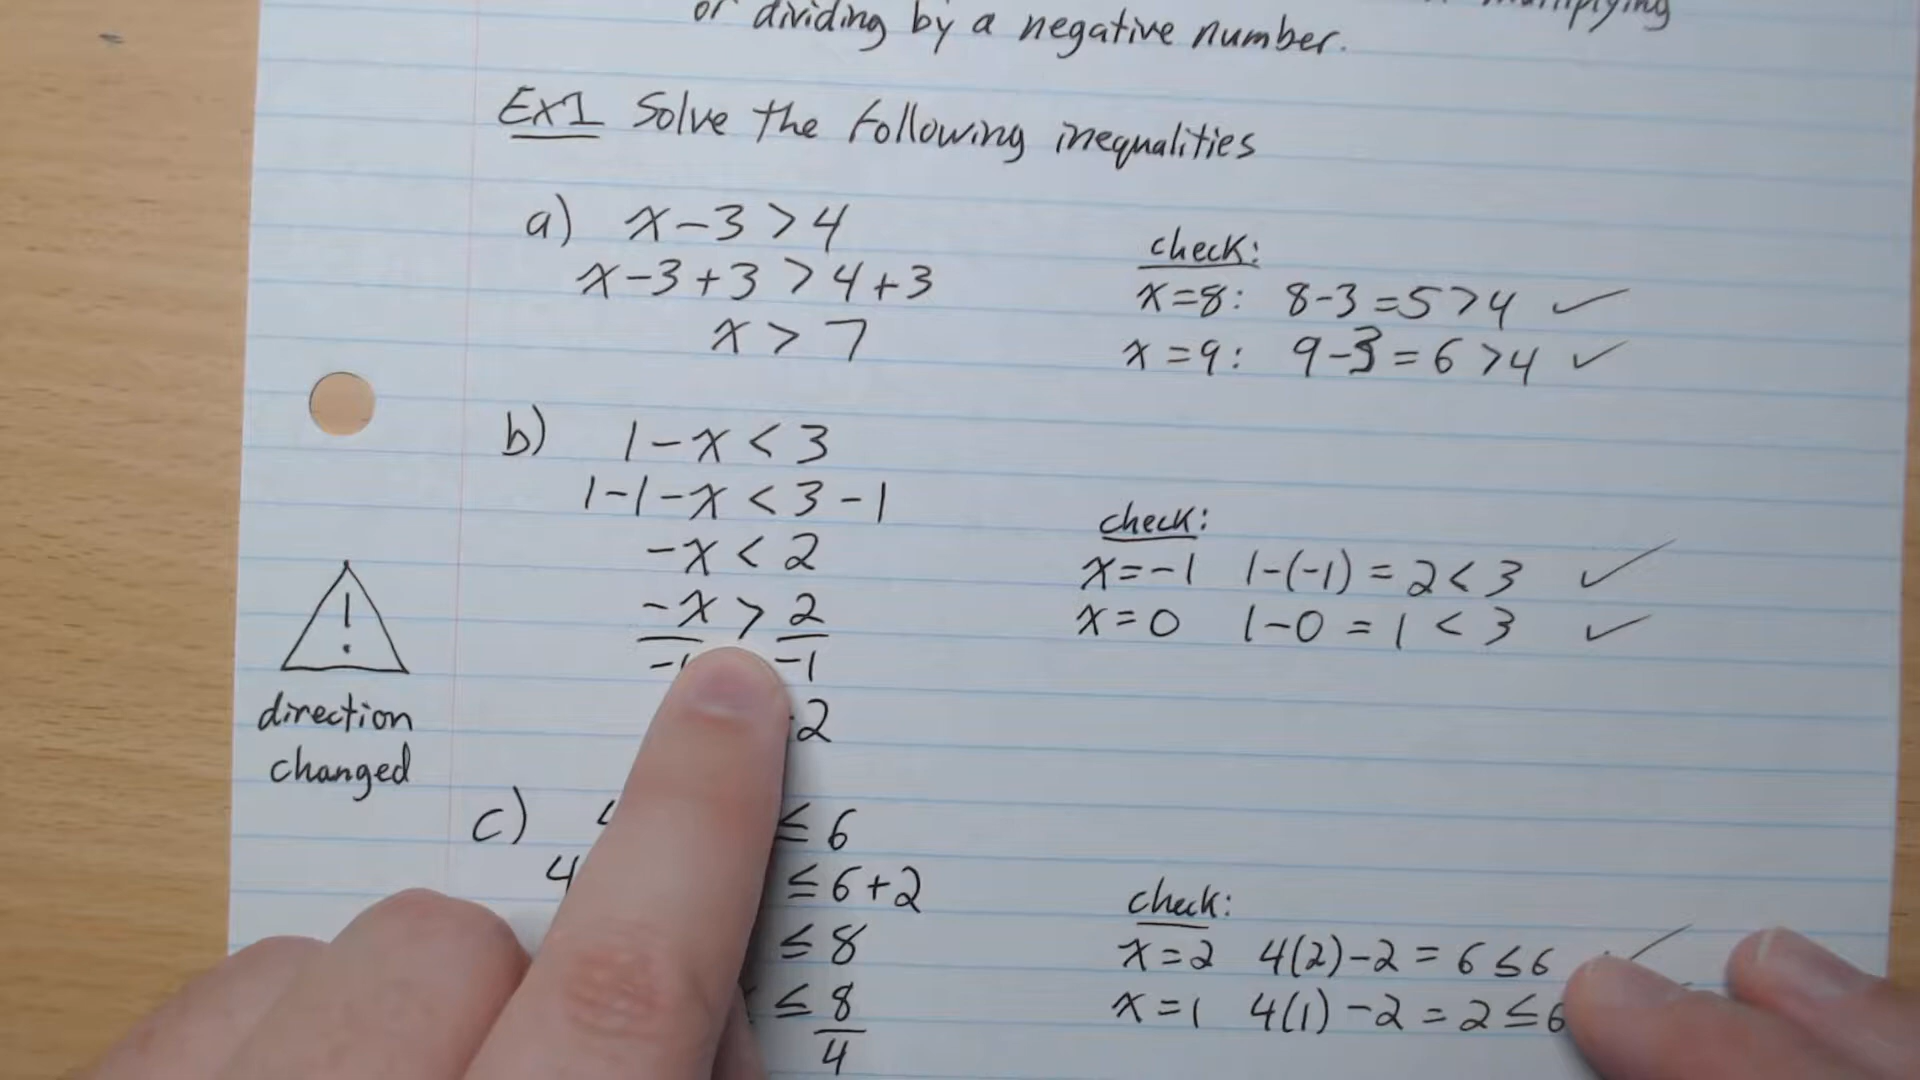 or dividing by a negative number.
multiplying
Ex1 Solve the following inequalities
a) x-3>4
x-3+3>4+3
x>7
check:
x=8: 8-3=5>4 ✓
x=9: 9-3=6>4 ✓
b) 1-x<3
1-1-x<3-1
-x<2
-x/-1 > 2/-1
2
!
direction
changed
check:
x=-1 1-(-1)=2<3 ✓
x=0 1-0=1<3 ✓
c) ≤6
4 ≤6+2
≤8
≤8/4
check:
x=2 4(2)-2=6≤6 ✓
x=1 4(1)-2=2≤6